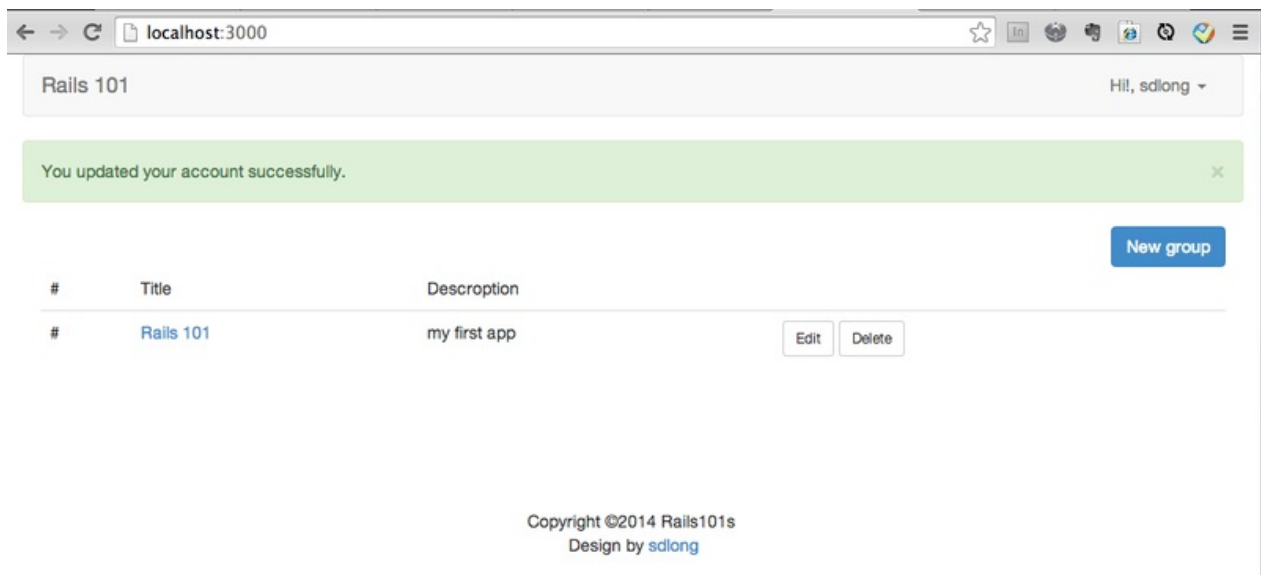 localhost:3000
Rails 101
Hi!, sdlong
You updated your account successfully.
×
New group
# Title Descroption
# Rails 101 my first app Edit Delete
Copyright ©2014 Rails101s
Design by sdlong